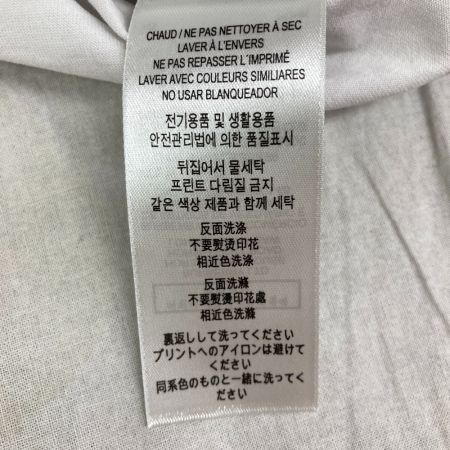 CHAUD / NE PAS NETTOYER À SEC
LAVER À L'ENVERS
NE PAS REPASSER L'IMPRIMÉ
LAVER AVEC COULEURS SIMILIARES
NO USAR BLANQUEADOR
전기용품 및 생활용품
안전관리법에 의한 품질표시
뒤집어서 물세탁
프린트 다림질 금지
같은 색상 제품과 함께 세탁
反面洗涤
不要熨烫印花
相近色洗涤
反面洗滌
不要熨燙印花處
相近色洗滌
裏返しして洗ってください
プリントへのアイロンは避けて
ください
同系色のものと一緒に洗ってく
ださい